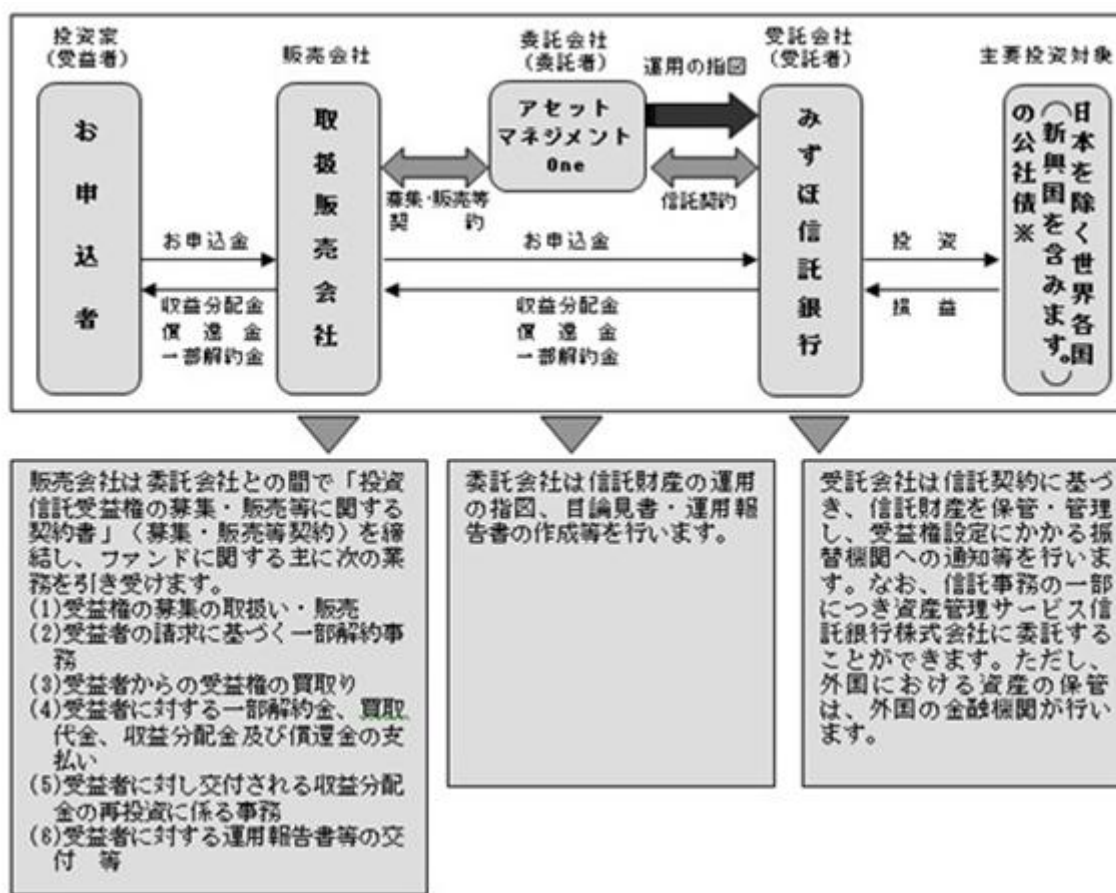 投資家
(受益者)
販売会社
委託会社
(委託者)
受託会社
(受託者)
主要投資対象
運用の指図
お申込者
取扱販売会社
アセット
マネジメント
One
みずほ信託銀行
日本を除く世界各国
(新興国を含みます。)
の公社債※
募集・販売等
契　　約
信託契約
お申込金
収益分配金
償　還　金
一部解約金
お申込金
収益分配金
償　還　金
一部解約金
投　資
損　益
販売会社は委託会社との間で「投資
信託受益権の募集・販売等に関する
契約書」(募集・販売等契約)を締
結し、ファンドに関する主に次の業
務を引き受けます。
(1)受益権の募集の取扱い・販売
(2)受益者の請求に基づく一部解約事
務
(3)受益者からの受益権の買取り
(4)受益者に対する一部解約金、買取
代金、収益分配金及び償還金の支
払い
(5)受益者に対し交付される収益分配
金の再投資に係る事務
(6)受益者に対する運用報告書等の交
付　等
委託会社は信託財産の運用
の指図、目論見書・運用報
告書の作成等を行います。
受託会社は信託契約に基づ
き、信託財産を保管・管理
し、受益権設定にかかる振
替機関への通知等を行いま
す。なお、信託事務の一部
につき資産管理サービス信
託銀行株式会社に委託する
ことができます。ただし、
外国における資産の保管
は、外国の金融機関が行い
ます。